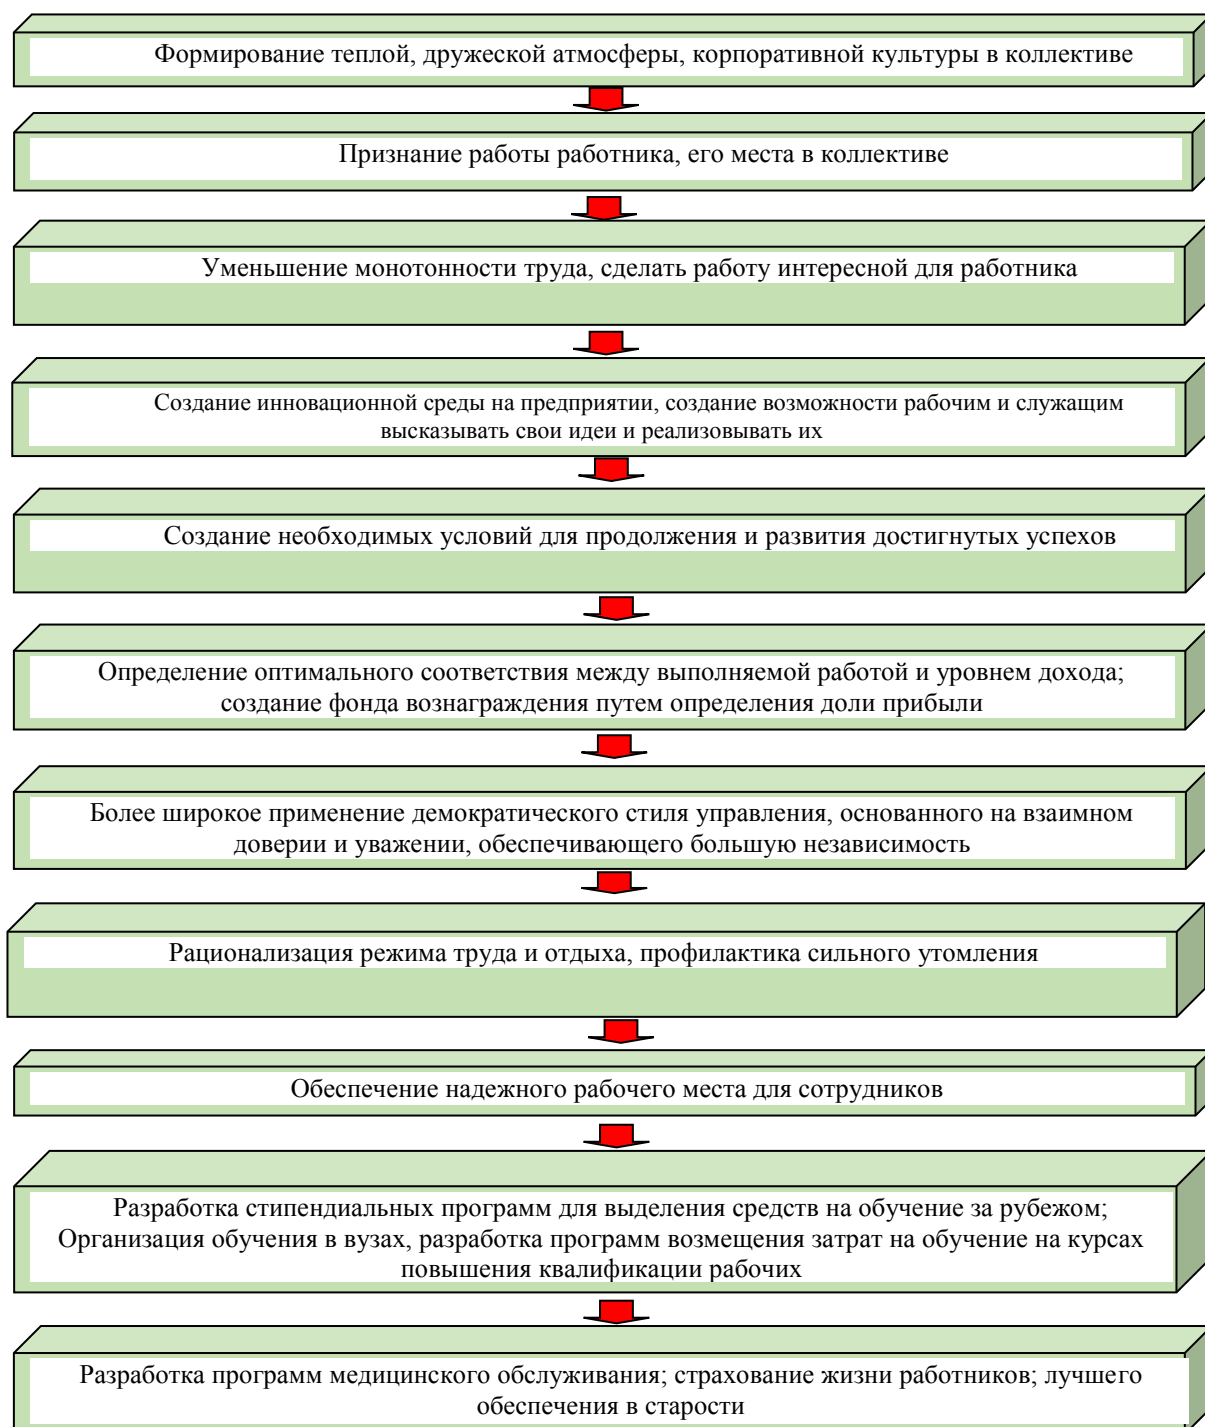 Формирование теплой, дружеской атмосферы, корпоративной культуры в коллективе
Признание работы работника, его места в коллективе
Уменьшение монотонности труда, сделать работу интересной для работника
Создание инновационной среды на предприятии, создание возможности рабочим и служащим
высказывать свои идеи и реализовывать их
Создание необходимых условий для продолжения и развития достигнутых успехов
Определение оптимального соответствия между выполняемой работой и уровнем дохода;
создание фонда вознаграждения путем определения доли прибыли
Более широкое применение демократического стиля управления, основанного на взаимном
доверии и уважении, обеспечивающего большую независимость
Рационализация режима труда и отдыха, профилактика сильного утомления
Обеспечение надежного рабочего места для сотрудников
Разработка стипендиальных программ для выделения средств на обучение за рубежом;
Организация обучения в вузах, разработка программ возмещения затрат на обучение на курсах
повышения квалификации рабочих
Разработка программ медицинского обслуживания; страхование жизни работников; лучшего
обеспечения в старости